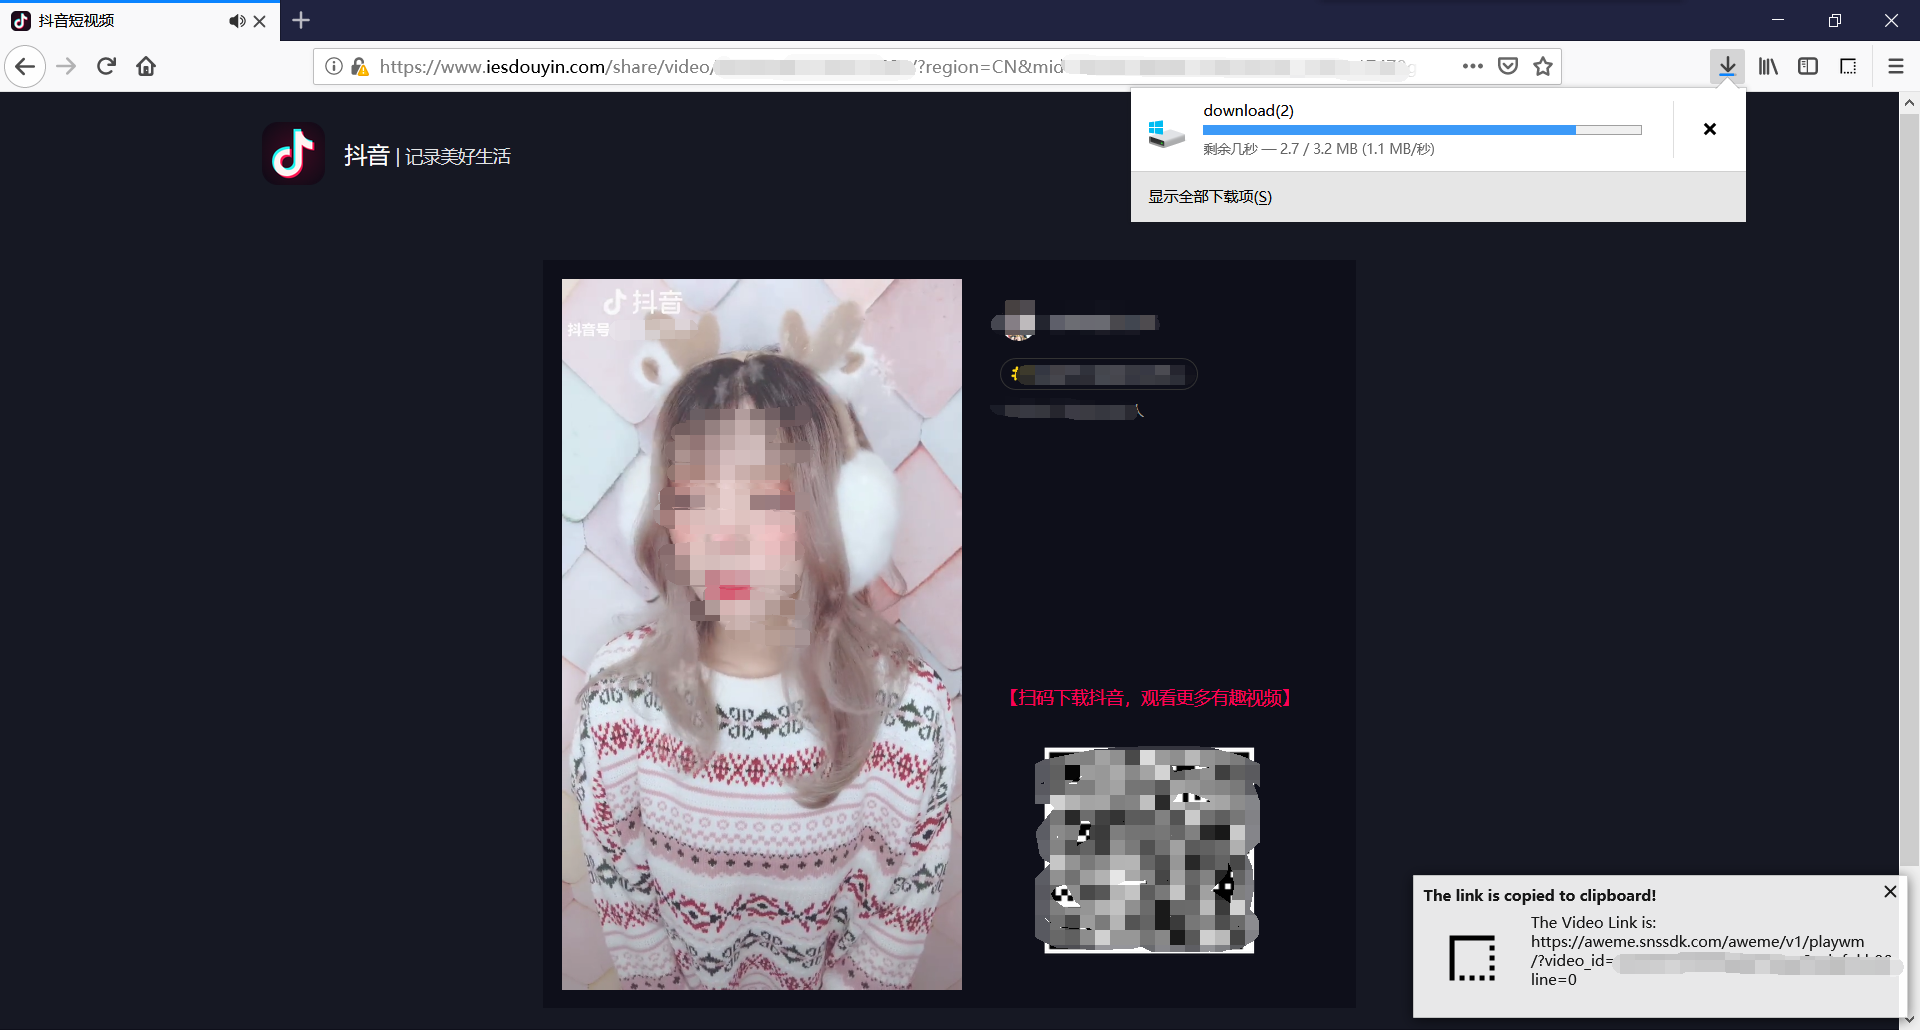 抖音短视频
https://www.iesdouyin.com/share/video/
/?region=CN&mid
download(2)
剩余几秒 — 2.7 / 3.2 MB (1.1 MB/秒)
显示全部下载项(S)
抖音 | 记录美好生活
抖音
抖音号
【扫码下载抖音，观看更多有趣视频】
The link is copied to clipboard!
The Video Link is:
https://aweme.snssdk.com/aweme/v1/playwm
/?video_id=
line=0